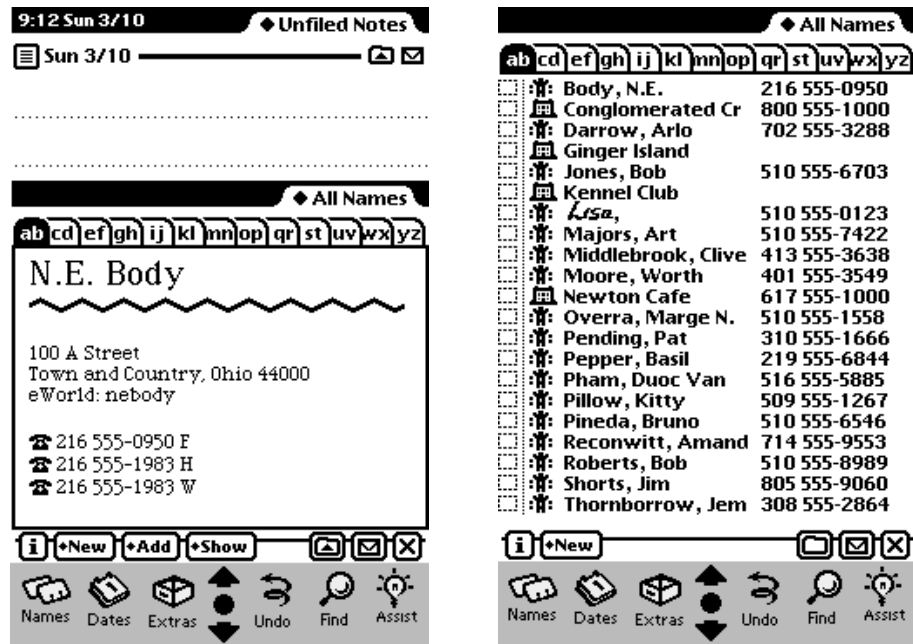 9:12 Sun 3/10
◆ Unfiled Notes
Sun 3/10
◆ All Names
ab cd ef gh ij kl mn op qr st uv wx yz
N.E. Body
100 A Street
Town and Country, Ohio 44000
eWorld: nebody
☎ 216 555-0950 F
☎ 216 555-1983 H
☎ 216 555-1983 W
i ◆New ◆Add ◆Show X
Names Dates Extras Undo Find Assist
◆ All Names
ab cd ef gh ij kl mn op qr st uv wx yz
Body, N.E. 216 555-0950
Conglomerated Cr 800 555-1000
Darrow, Arlo 702 555-3288
Ginger Island
Jones, Bob 510 555-6703
Kennel Club
Lisa, 510 555-0123
Majors, Art 510 555-7422
Middlebrook, Clive 413 555-3638
Moore, Worth 401 555-3549
Newton Cafe 617 555-1000
Overra, Marge N. 510 555-1558
Pending, Pat 310 555-1666
Pepper, Basil 219 555-6844
Pham, Duoc Van 516 555-5885
Pillow, Kitty 509 555-1267
Pineda, Bruno 510 555-6546
Reconwitt, Amand 714 555-9553
Roberts, Bob 510 555-8989
Shorts, Jim 805 555-9060
Thornborrow, Jem 308 555-2864
i ◆New X
Names Dates Extras Undo Find Assist